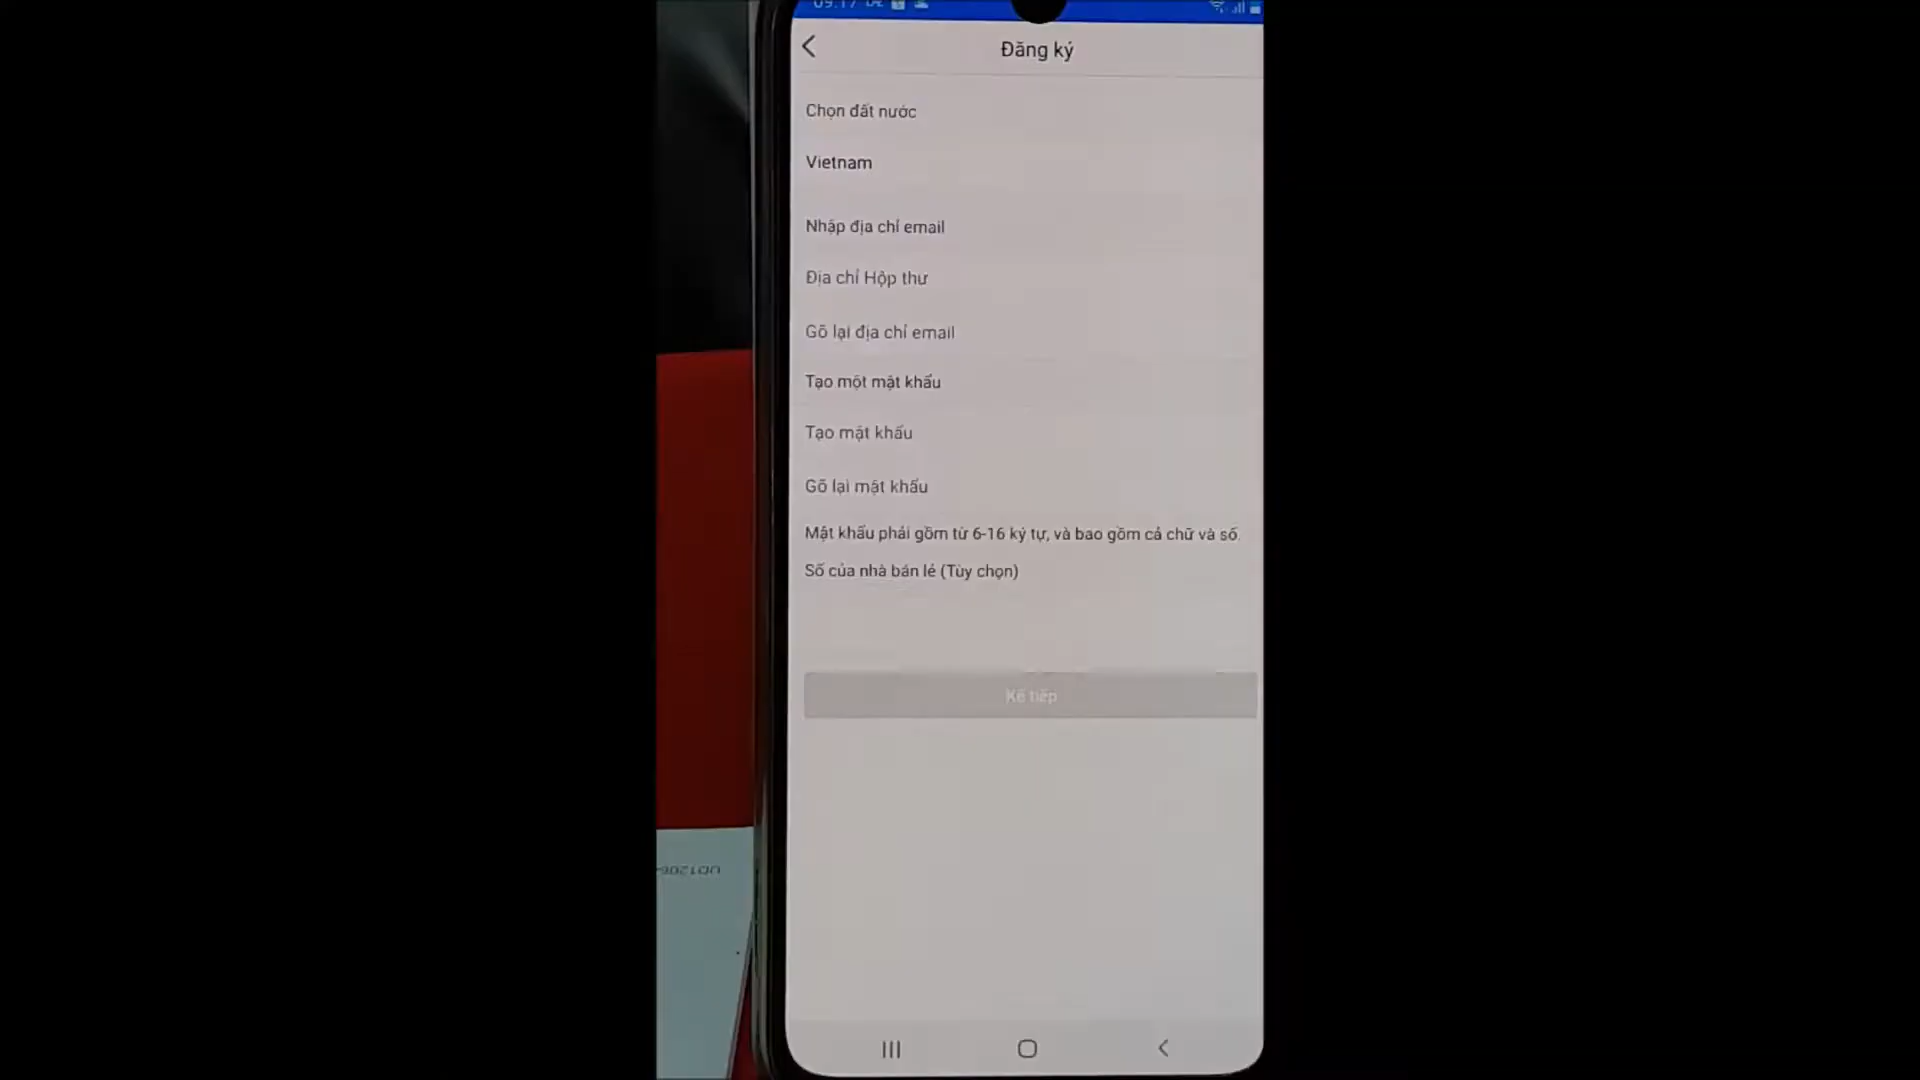 09:17
Đăng ký
Chọn đất nước
Vietnam
Nhập địa chỉ email
Địa chỉ Hộp thư
Gõ lại địa chỉ email
Tạo một mật khẩu
Tạo mật khẩu
Gõ lại mật khẩu
Mật khẩu phải gồm từ 6-16 ký tự, và bao gồm cả chữ và số.
Số của nhà bán lẻ (Tùy chọn)
Kế tiếp